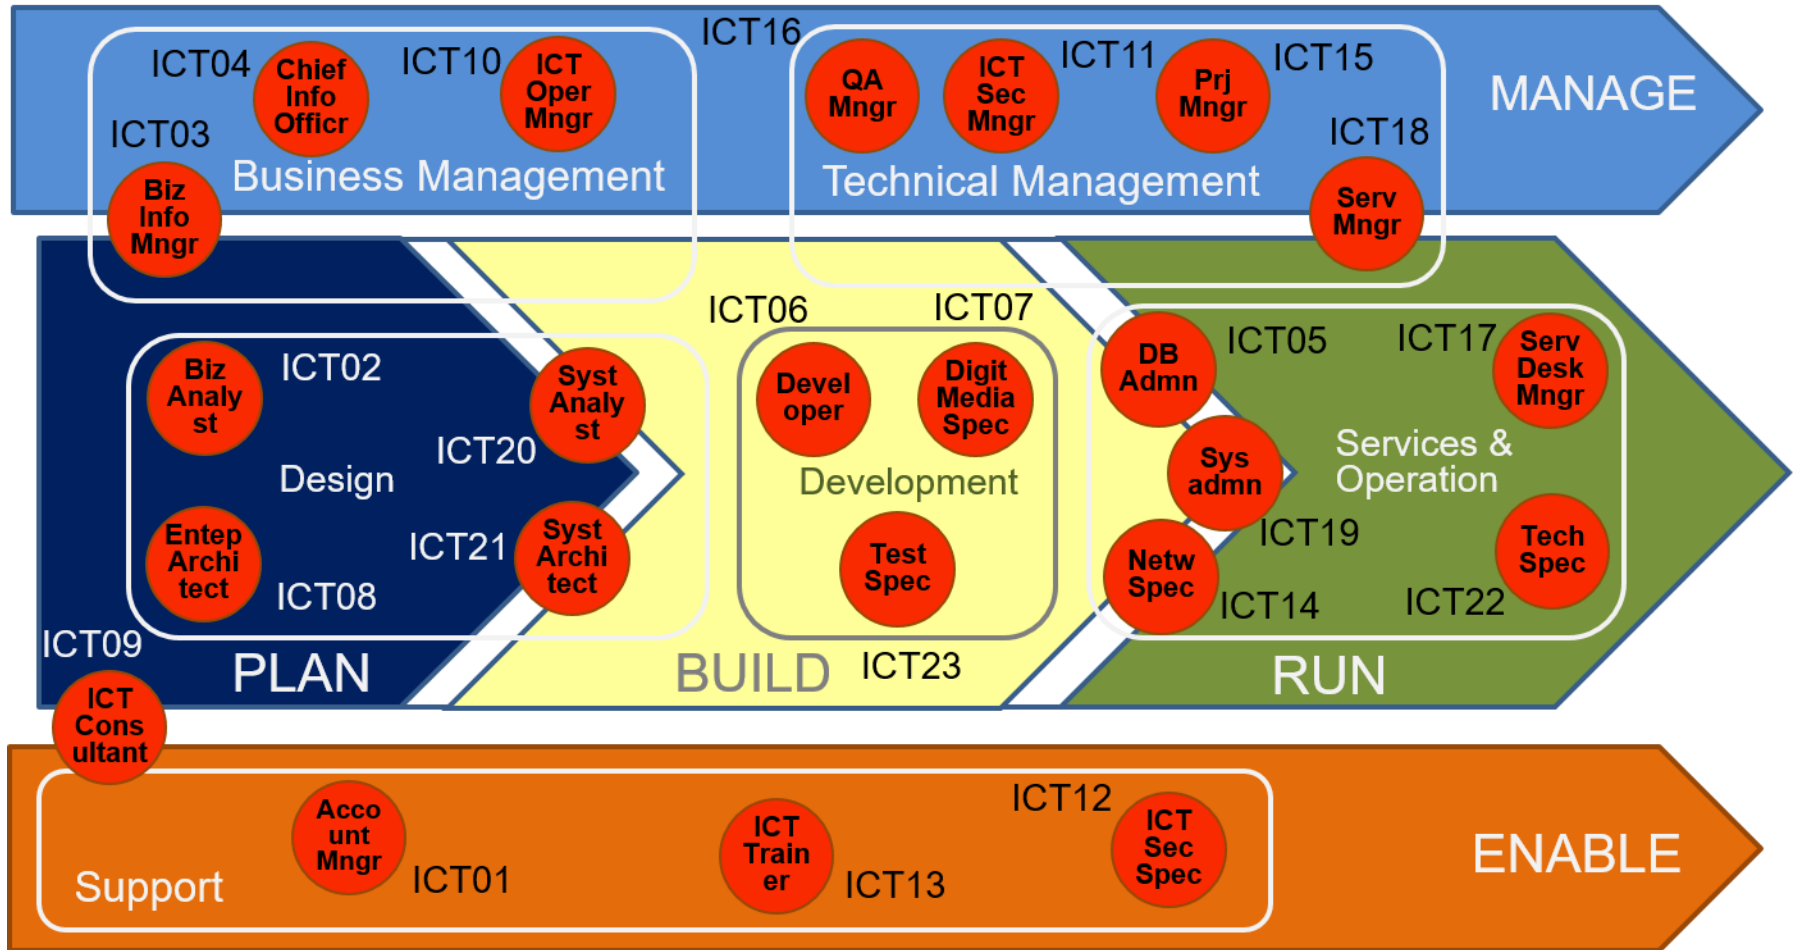 ICT16
ICT04
Chief
Info
Officr
ICT10
ICT
Oper
Mngr
QA
Mngr
ICT
Sec
Mngr
ICT11
Prj
Mngr
ICT15
MANAGE
ICT03
Biz
Info
Mngr
Business Management
Technical Management
ICT18
Serv
Mngr
ICT06
ICT07
Biz
Analy
st
ICT02
Syst
Analy
st
ICT20
Design
Entep
Archi
tect
ICT08
ICT21
Syst
Archi
tect
Devel
oper
Digit
Media
Spec
Development
Test
Spec
ICT23
DB
Admn
ICT05
ICT17
Serv
Desk
Mngr
Sys
admn
ICT19
Services &
Operation
Netw
Spec
ICT14
Tech
Spec
ICT22
ICT09
PLAN
BUILD
RUN
ICT
Cons
ultant
Support
Acco
unt
Mngr
ICT01
ICT
Train
er
ICT13
ICT12
ICT
Sec
Spec
ENABLE